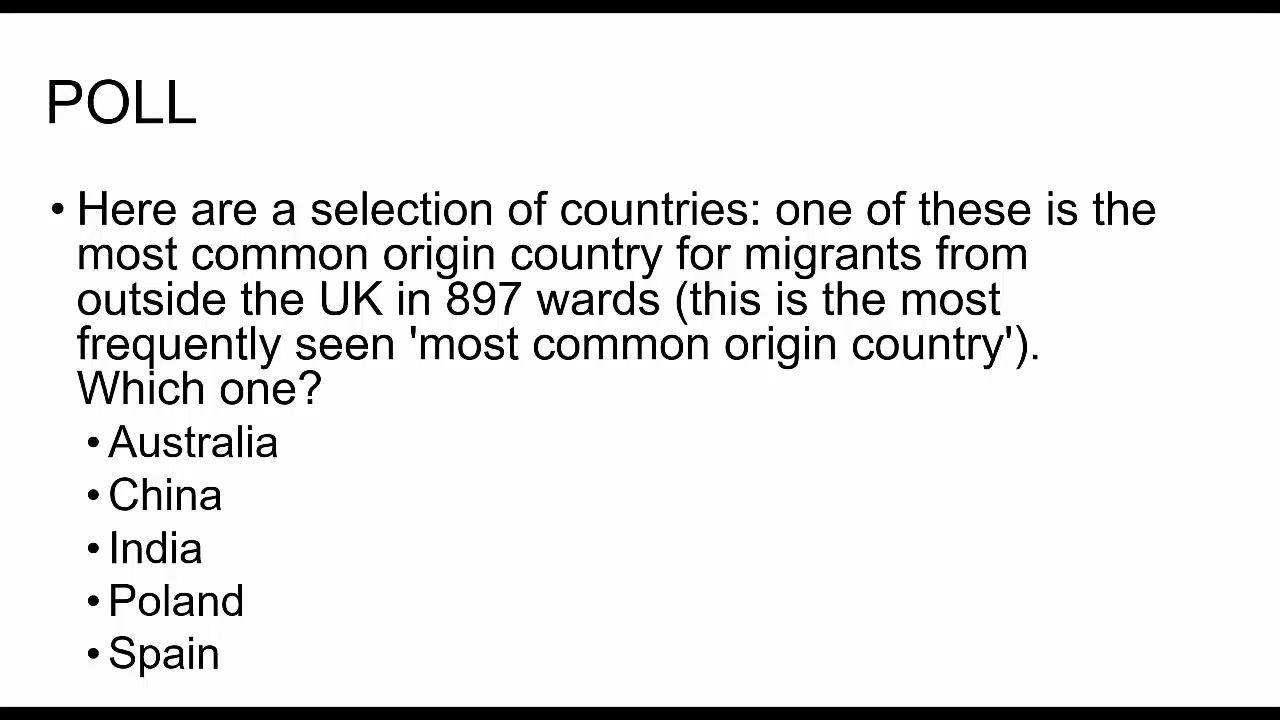 POLL
• Here are a selection of countries: one of these is the
most common origin country for migrants from
outside the UK in 897 wards (this is the most
frequently seen 'most common origin country').
Which one?
• Australia
• China
• India
• Poland
• Spain